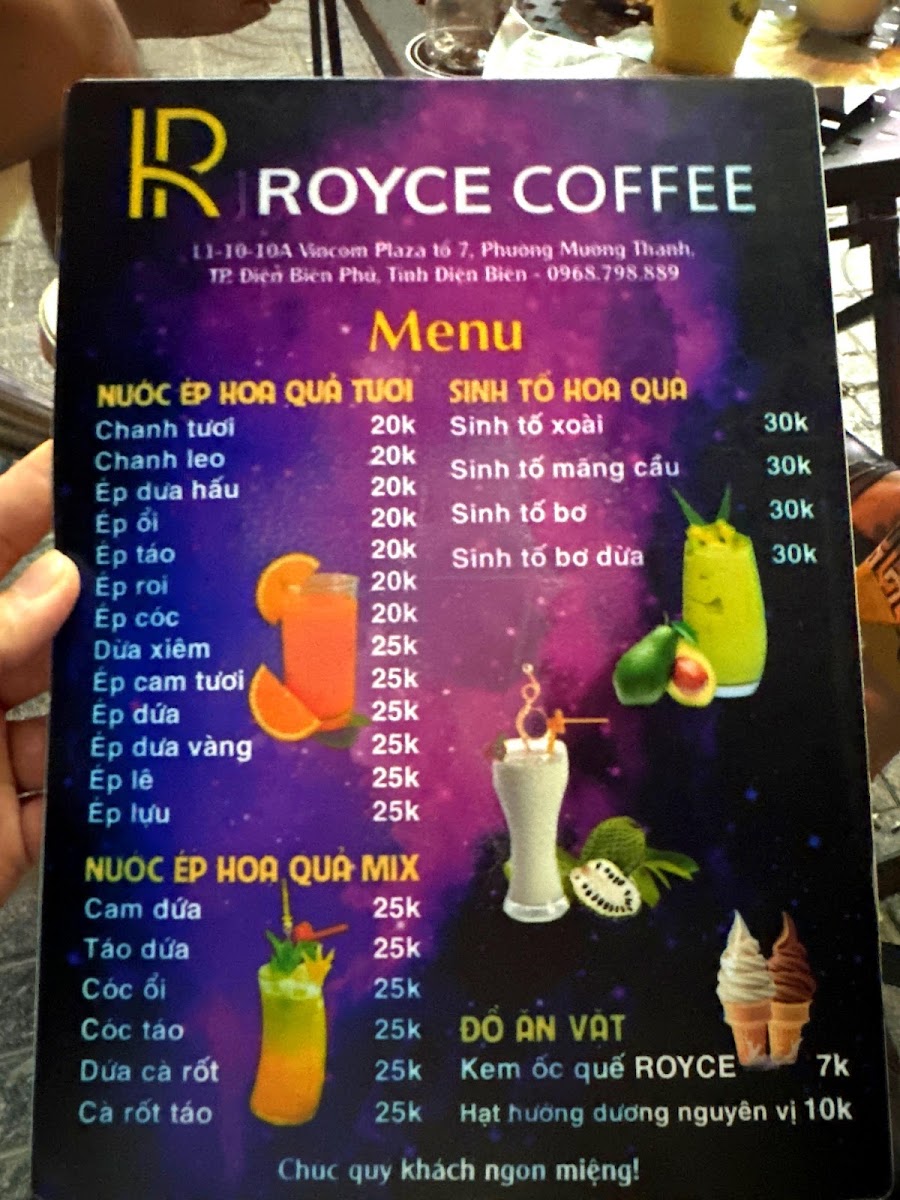 R ROYCE COFFEE
L1-10-10A Vincom Plaza tổ 7, Phường Mường Thanh,
TP. Điện Biên Phủ, Tỉnh Điện Biên - 0968.798.889
Menu
NƯỚC ÉP HOA QUẢ TƯƠI
Chanh tươi 20k
Chanh leo 20k
Ép dưa hấu 20k
Ép ổi 20k
Ép táo 20k
Ép roi 20k
Ép cóc 20k
Dừa xiêm 25k
Ép cam tươi 25k
Ép dứa 25k
Ép dưa vàng 25k
Ép lê 25k
Ép lựu 25k
NƯỚC ÉP HOA QUẢ MIX
Cam dứa 25k
Táo dứa 25k
Cóc ổi 25k
Cóc táo 25k
Dứa cà rốt 25k
Cà rốt táo 25k
SINH TỐ HOA QUẢ
Sinh tố xoài 30k
Sinh tố mãng cầu 30k
Sinh tố bơ 30k
Sinh tố bơ dừa 30k
ĐỒ ĂN VẶT
Kem ốc quế ROYCE 7k
Hạt hướng dương nguyên vị 10k
Chúc quý khách ngon miệng!